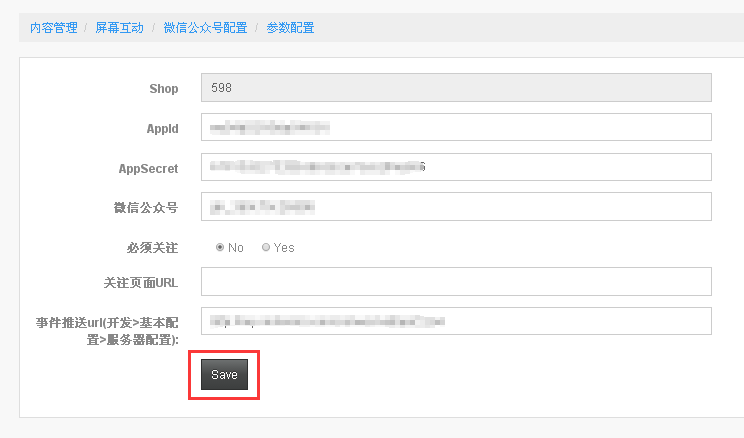 内容管理 / 屏幕互动 / 微信公众号配置 / 参数配置
Shop 598
AppId
AppSecret 6
微信公众号
必须关注 No Yes
关注页面URL
事件推送url(开发>基本配
置>服务器配置):
Save